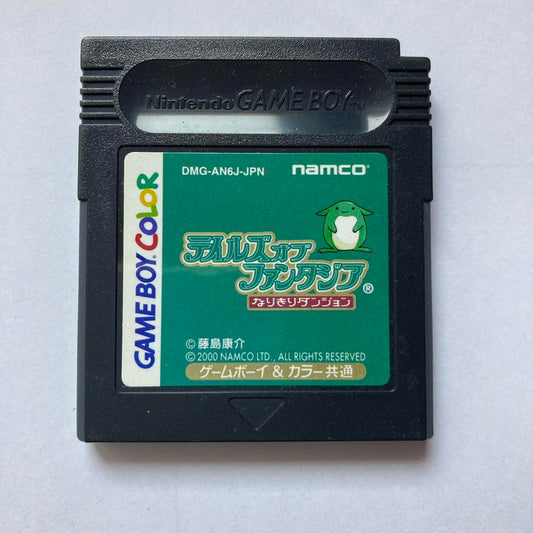 Nintendo GAME BOY TM
DMG-AN6J-JPN
namco®
GAME BOY COLOR
テイルズ オブ
ファンタジア®
なりきりダンジョン
© 藤島康介
© 2000 NAMCO LTD., ALL RIGHTS RESERVED
ゲームボーイ & カラー 共通